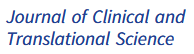 Journal of Clinical and
Translational Science